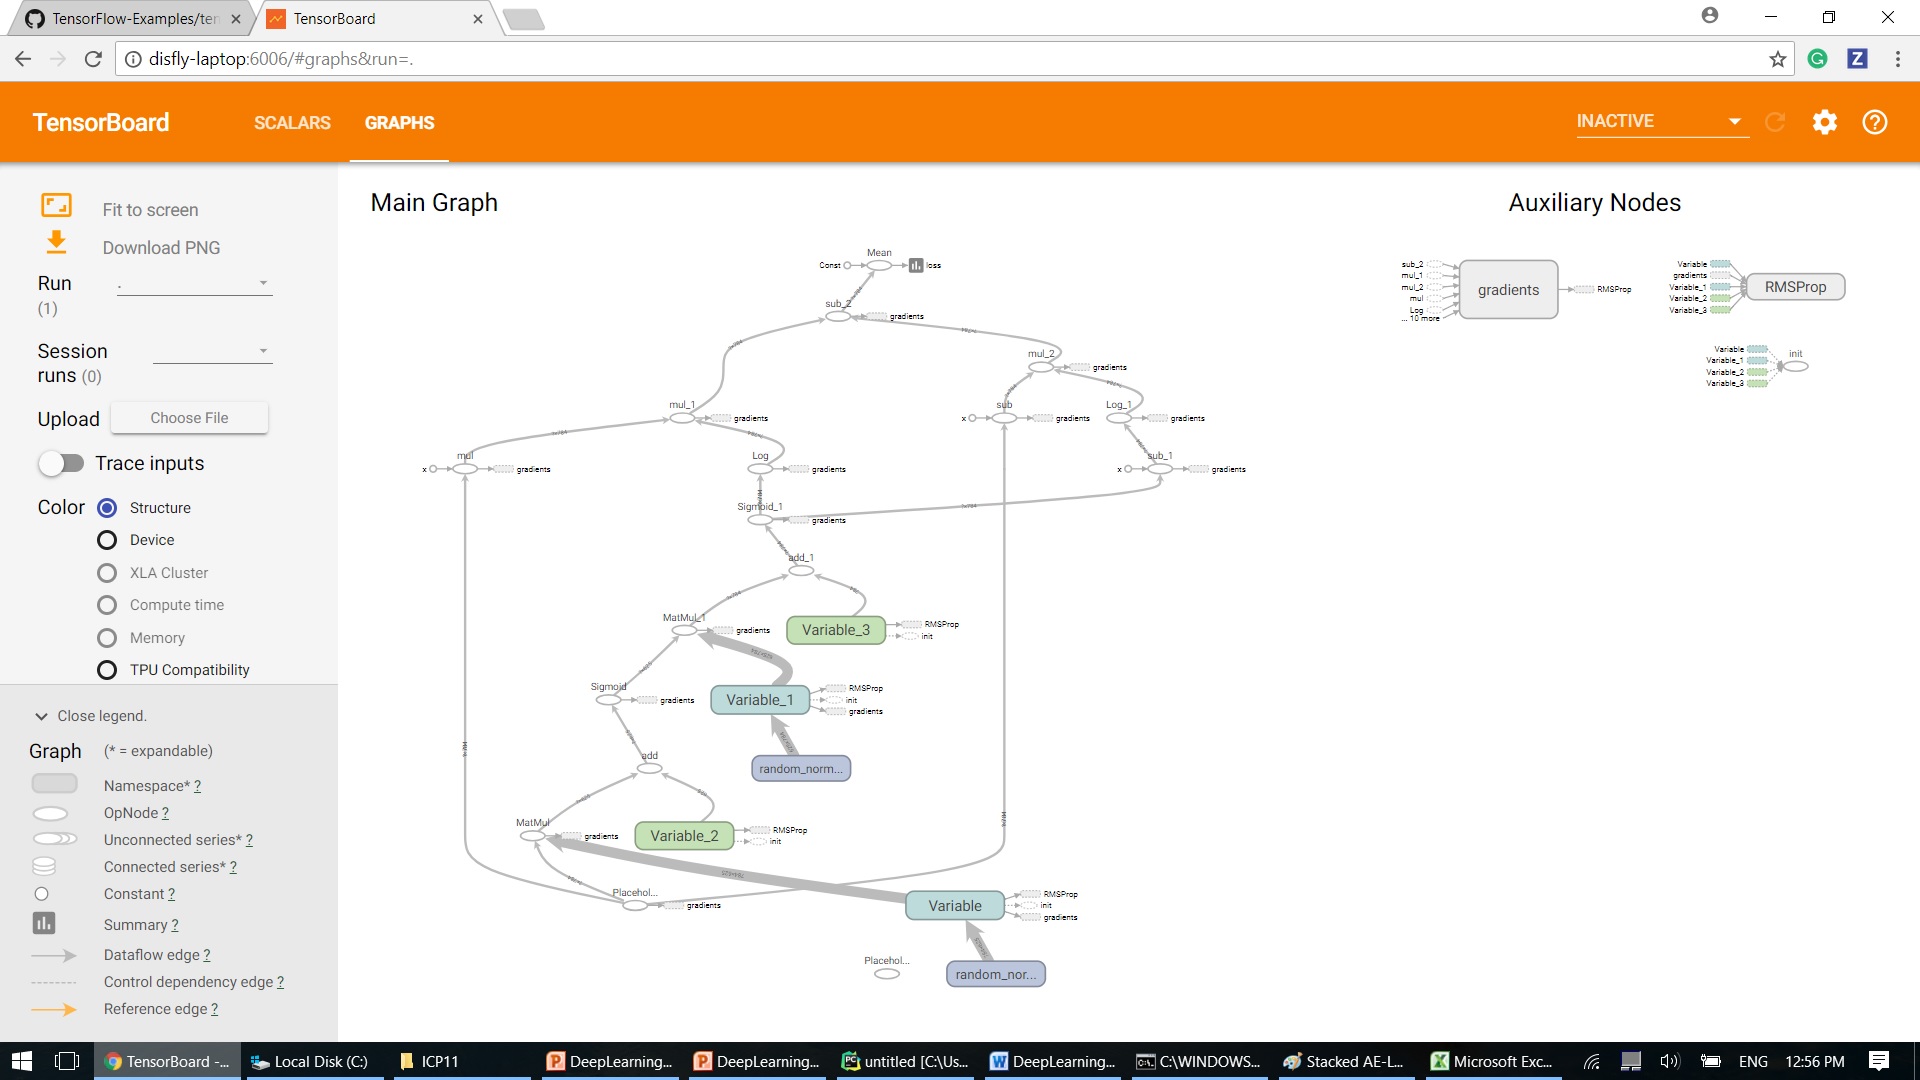 TensorFlow-Examples/ten
TensorBoard
disfly-laptop:6006/#graphs&run=.
TensorBoard
SCALARS
GRAPHS
INACTIVE
Fit to screen
Download PNG
Run
(1)
.
Session
runs (0)
Upload
Choose File
Trace inputs
Color
Structure
Device
XLA Cluster
Compute time
Memory
TPU Compatibility
Close legend.
Graph (* = expandable)
Namespace* ?
OpNode ?
Unconnected series* ?
Connected series* ?
Constant ?
Summary ?
Dataflow edge ?
Control dependency edge ?
Reference edge ?
Main Graph
Mean
Const
loss
sub_2
gradients
mul_2
gradients
mul_1
gradients
sub
x
gradients
Log_1
gradients
mul
x
gradients
Log
gradients
sub_1
x
gradients
Sigmoid_1
gradients
add_1
MatMul_1
gradients
Variable_3
RMSProp
init
Sigmoid
gradients
Variable_1
RMSProp
init
gradients
add
random_norm...
MatMul
gradients
Variable_2
RMSProp
init
Placehol...
gradients
Variable
RMSProp
init
gradients
Placehol...
random_nor...
Auxiliary Nodes
sub_2
mul_1
mul_2
mul
Log
... 10 more
gradients
RMSProp
Variable
gradients
Variable_1
Variable_2
Variable_3
RMSProp
Variable
Variable_1
Variable_2
Variable_3
init
TensorBoard -...
Local Disk (C:)
ICP11
DeepLearning...
DeepLearning...
untitled [C:\Us...
DeepLearning...
C:\WINDOWS...
Stacked AE-L...
Microsoft Exc...
ENG
12:56 PM